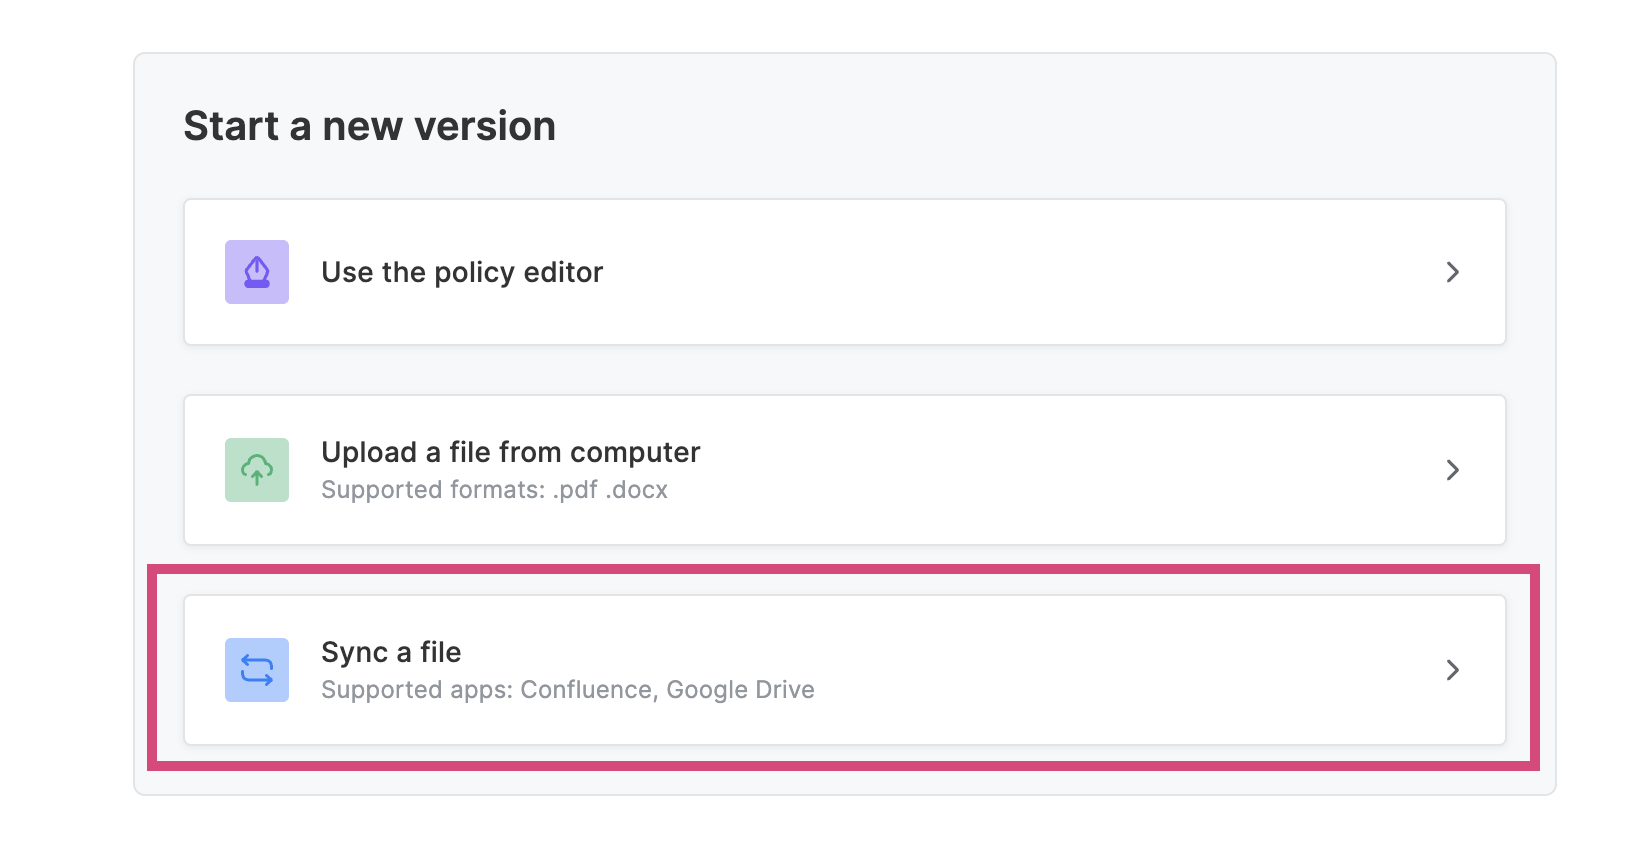 Start a new version
Use the policy editor
Upload a file from computer
Supported formats: .pdf .docx
Sync a file
Supported apps: Confluence, Google Drive